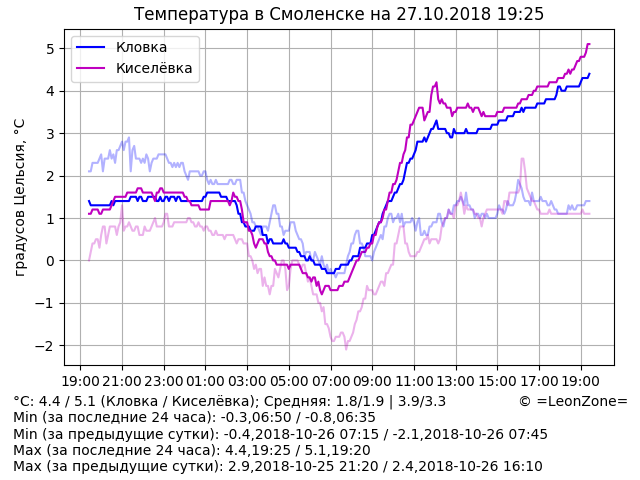 Температура в Смоленске на 27.10.2018 19:25
Кловка
Киселёвка
градусов Цельсия, °C
5
4
3
2
1
0
−1
−2
19:00 21:00 23:00 01:00 03:00 05:00 07:00 09:00 11:00 13:00 15:00 17:00 19:00
°C: 4.4 / 5.1 (Кловка / Киселёвка); Средняя: 1.8/1.9 | 3.9/3.3 © =LeonZone=
Min (за последние 24 часа): -0.3,06:50 / -0.8,06:35
Min (за предыдущие сутки): -0.4,2018-10-26 07:15 / -2.1,2018-10-26 07:45
Max (за последние 24 часа): 4.4,19:25 / 5.1,19:20
Max (за предыдущие сутки): 2.9,2018-10-25 21:20 / 2.4,2018-10-26 16:10